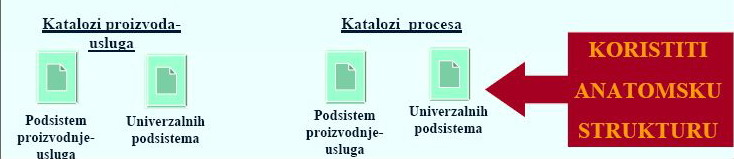 Katalozi proizvoda-
usluga
Podsistem
proizvodnje-
usluga
Univerzalnih
podsistema
Katalozi procesa
Podsistem
proizvodnje-
usluga
Univerzalnih
podsistema
KORISTITI
ANATOMSKU
STRUKTURU